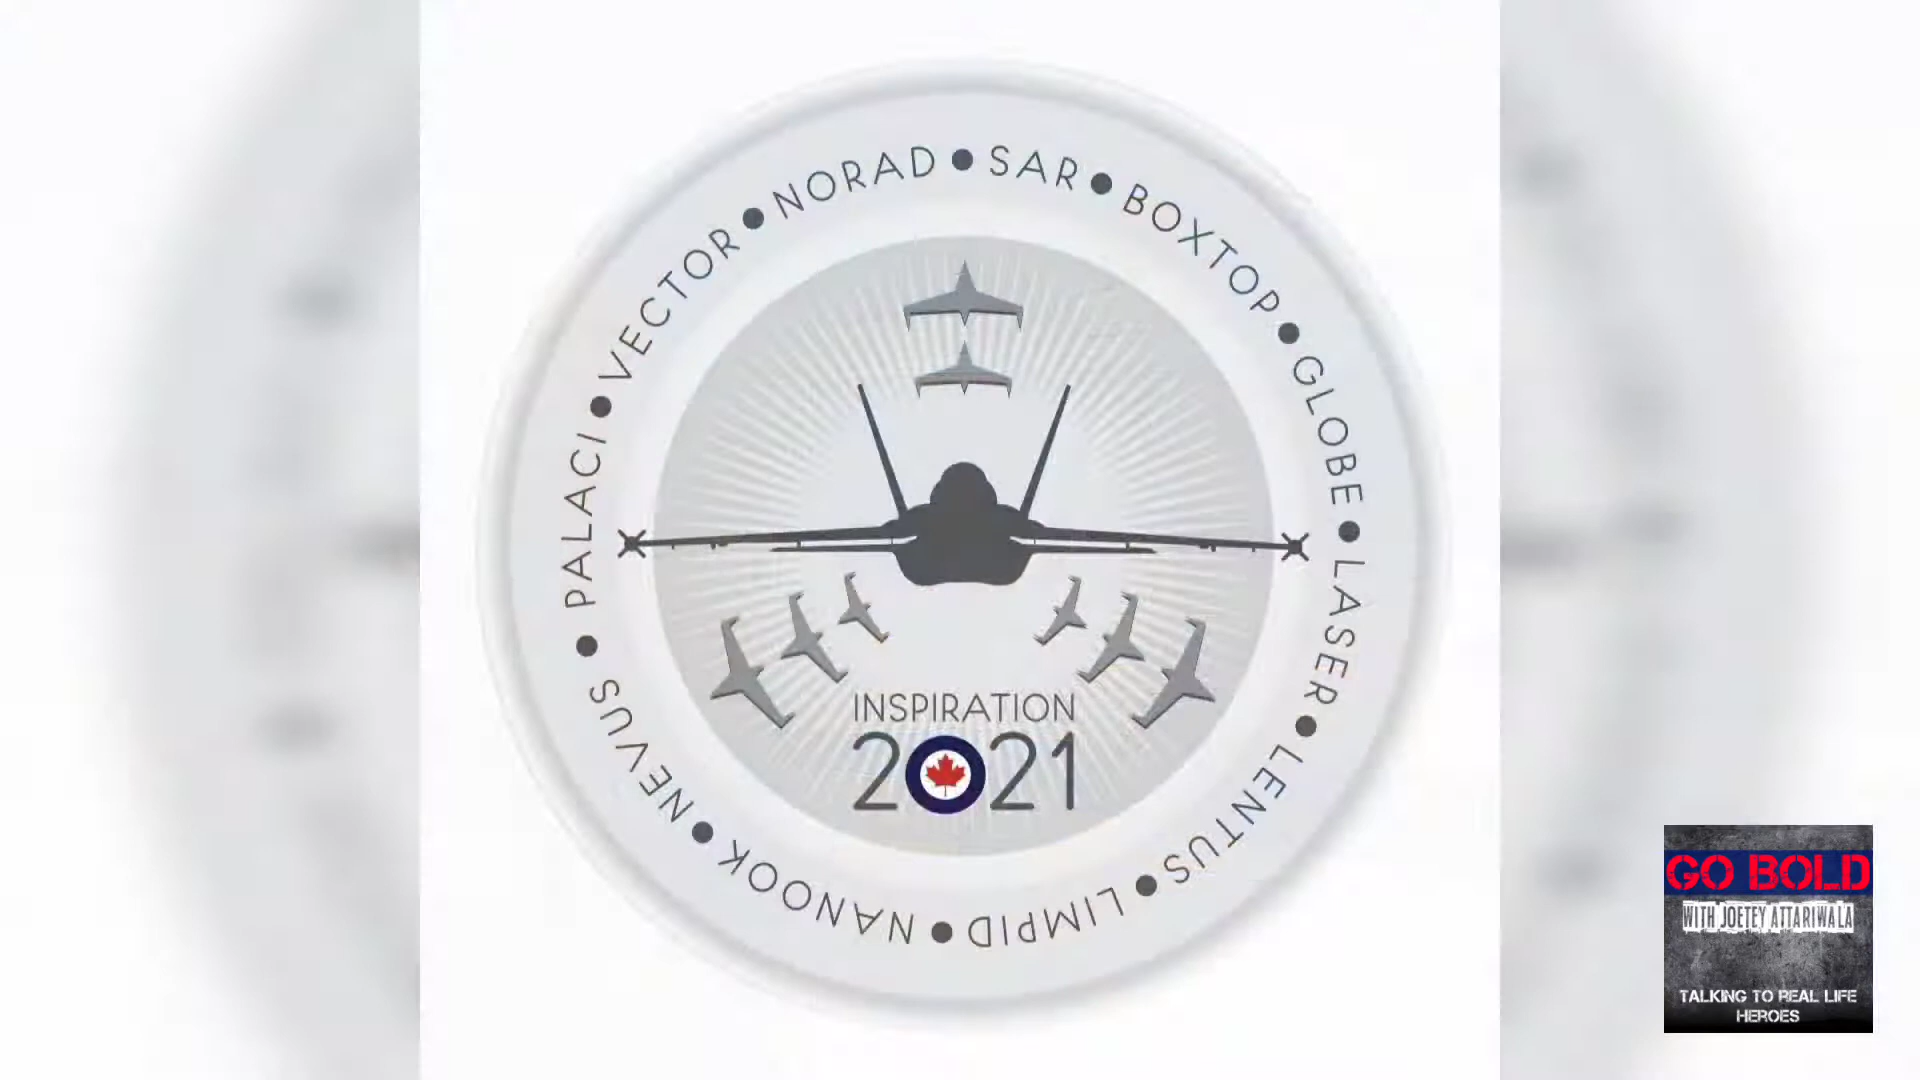 NORAD • SAR • BOXTOP • GLOBE • LASER • LENTUS • LIMPID • NANOOK • NEVUS • PALACI • VECTOR •
INSPIRATION
2021
GO BOLD
WITH JOETEY ATTARIWALA
TALKING TO REAL LIFE
HEROES